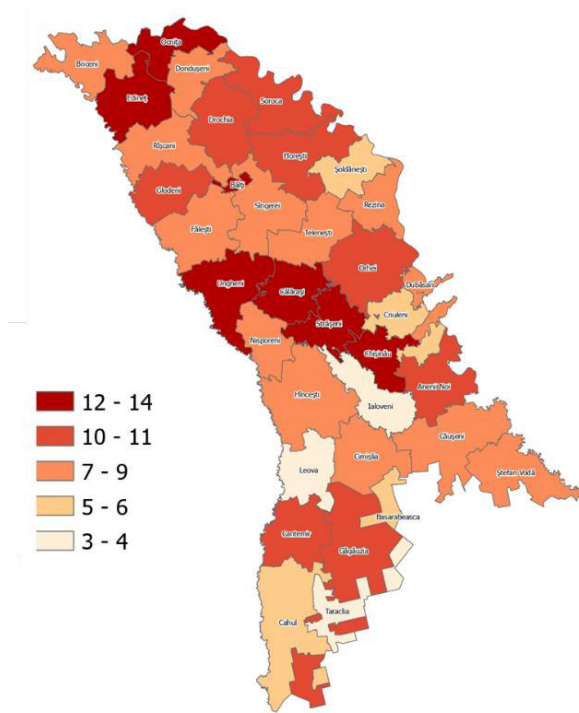 Ocnița
Briceni
Dondușeni
Edineț
Soroca
Drochia
Florești
Rîșcani
Șoldănești
Glodeni
Bălți
Sîngerei
Rezina
Fălești
Telenești
Orhei
Ungheni
Dubăsari
Călărași
Criuleni
Strășeni
Nisporeni
Chișinău
Anenii Noi
Hîncești
Ialoveni
12 - 14
10 - 11
7 - 9
5 - 6
3 - 4
Căușeni
Leova
Cimișlia
Ștefan Vodă
Basarabeasca
Cantemir
Găgăuzia
Taraclia
Cahul